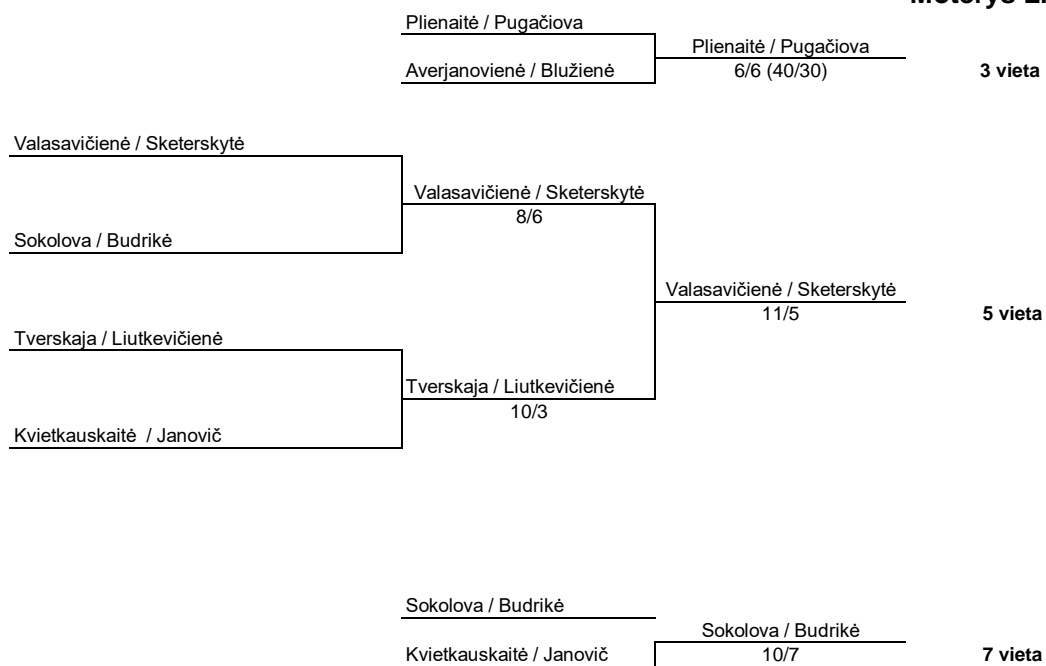 Plienaitė / Pugačiova
Plienaitė / Pugačiova
Averjanovienė / Blužienė
6/6 (40/30)
3 vieta
Valasavičienė / Sketerskytė
Valasavičienė / Sketerskytė
8/6
Sokolova / Budrikė
Valasavičienė / Sketerskytė
11/5
5 vieta
Tverskaja / Liutkevičienė
Tverskaja / Liutkevičienė
10/3
Kvietkauskaitė / Janovič
Sokolova / Budrikė
Sokolova / Budrikė
Kvietkauskaitė / Janovič
10/7
7 vieta